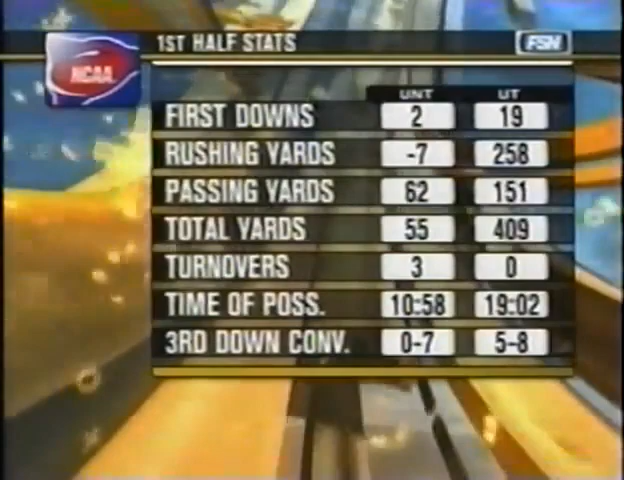 1ST HALF STATS FSN
NCAA
UNT UT
FIRST DOWNS 2 19
RUSHING YARDS -7 258
PASSING YARDS 62 151
TOTAL YARDS 55 409
TURNOVERS 3 0
TIME OF POSS. 10:58 19:02
3RD DOWN CONV. 0-7 5-8